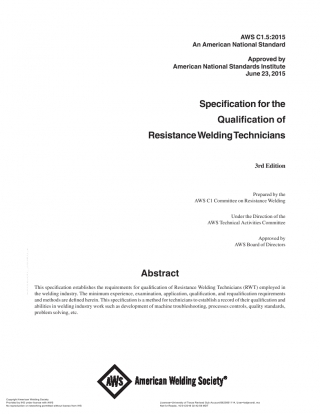 AWS C1.5:2015
An American National Standard
Approved by
American National Standards Institute
June 23, 2015
Specification for the
Qualification of
Resistance Welding Technicians
3rd Edition
Prepared by the
AWS C1 Committee on Resistance Welding
Under the Direction of the
AWS Technical Activities Committee
Approved by
AWS Board of Directors
Abstract
This specification establishes the requirements for qualification of Resistance Welding Technicians (RWT) employed in
the welding industry. The minimum experience, examination, application, qualification, and requalification requirements
and methods are defined herein. This specification is a method for technicians to establish a record of their qualification and
abilities in welding industry work such as development of machine troubleshooting, processes controls, quality standards,
problem solving, etc.
AWS American Welding Society®
Copyright American Welding Society